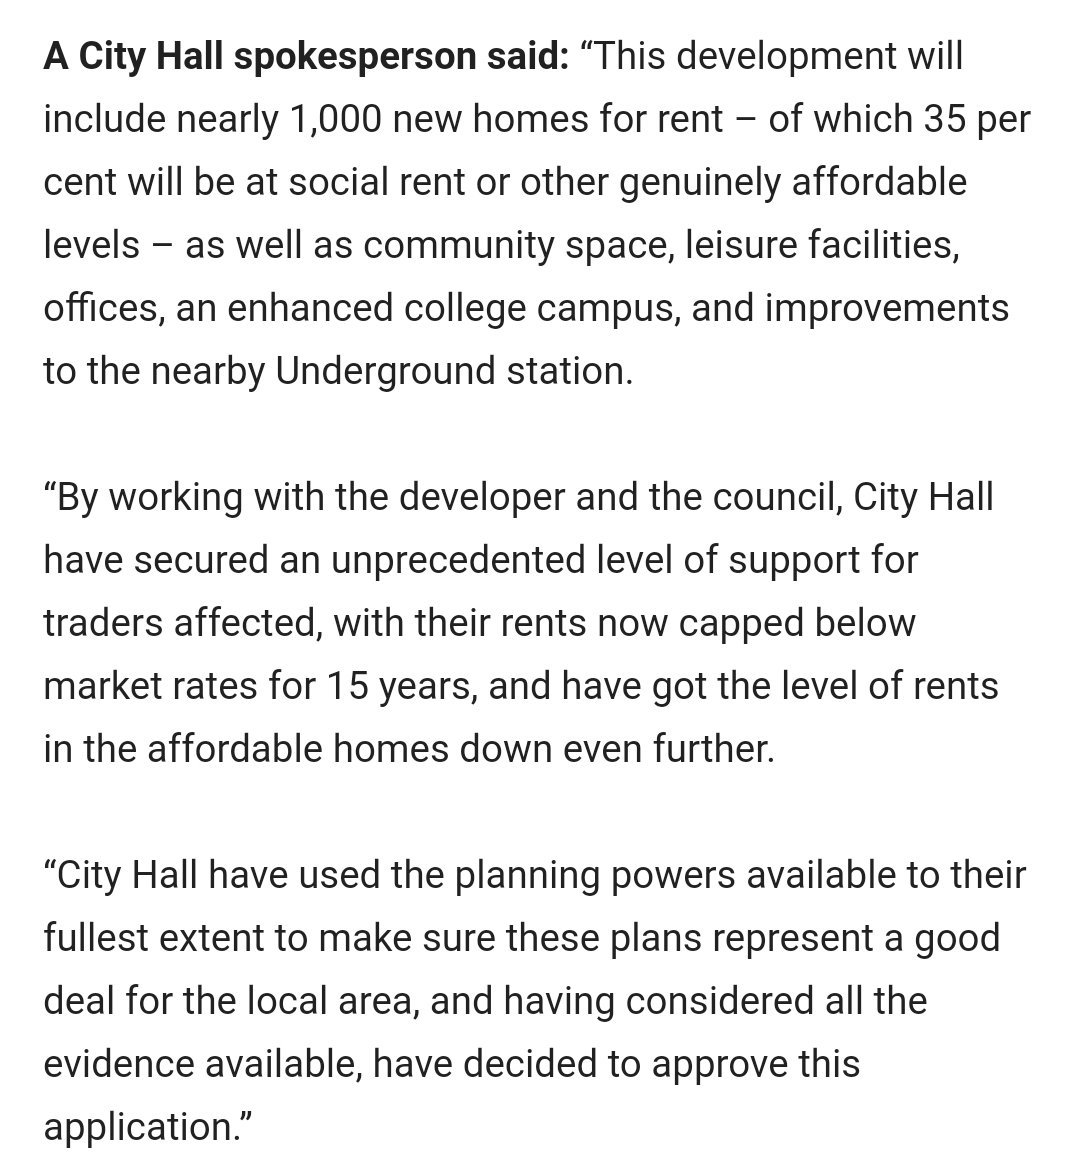 A City Hall spokesperson said: “This development will
include nearly 1,000 new homes for rent – of which 35 per
cent will be at social rent or other genuinely affordable
levels – as well as community space, leisure facilities,
offices, an enhanced college campus, and improvements
to the nearby Underground station.
“By working with the developer and the council, City Hall
have secured an unprecedented level of support for
traders affected, with their rents now capped below
market rates for 15 years, and have got the level of rents
in the affordable homes down even further.
“City Hall have used the planning powers available to their
fullest extent to make sure these plans represent a good
deal for the local area, and having considered all the
evidence available, have decided to approve this
application.”